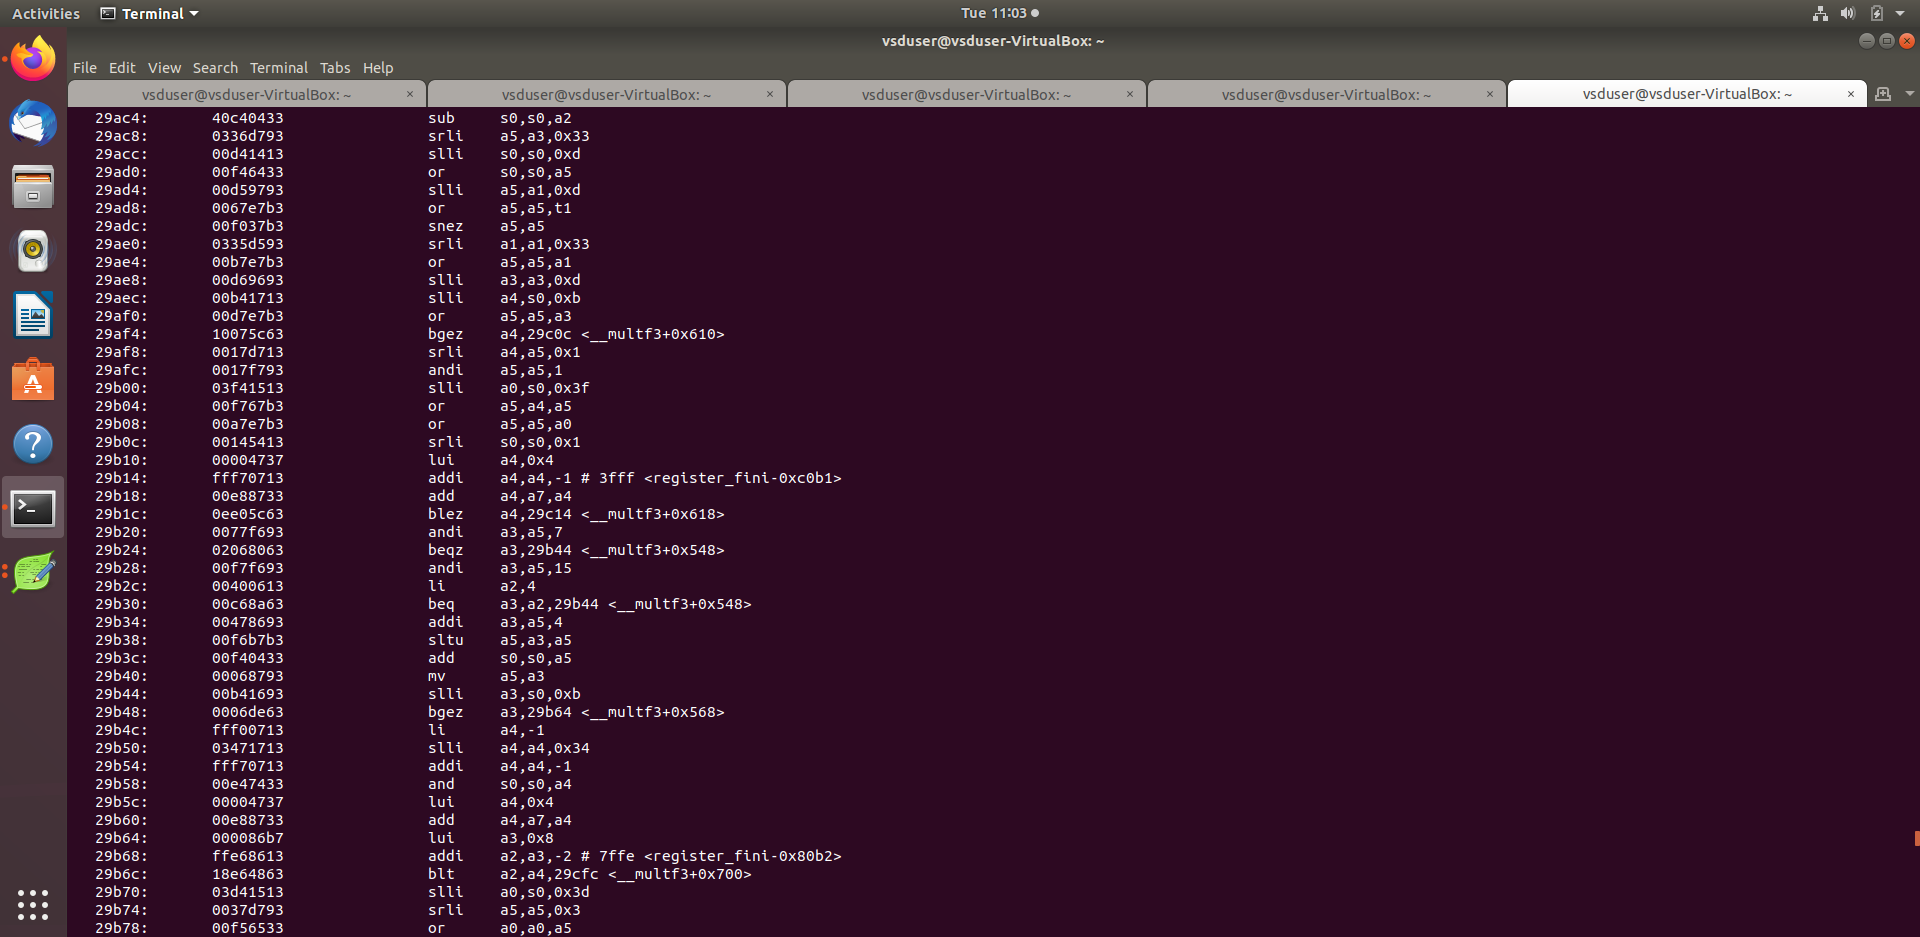 Activities Terminal Tue 11:03
vsduser@vsduser-VirtualBox: ~
File Edit View Search Terminal Tabs Help
vsduser@vsduser-VirtualBox: ~ × vsduser@vsduser-VirtualBox: ~ × vsduser@vsduser-VirtualBox: ~ × vsduser@vsduser-VirtualBox: ~ × vsduser@vsduser-VirtualBox: ~ ×
29ac4: 40c40433 sub s0,s0,a2
29ac8: 0336d793 srli a5,a3,0x33
29acc: 00d41413 slli s0,s0,0xd
29ad0: 00f46433 or s0,s0,a5
29ad4: 00d59793 slli a5,a1,0xd
29ad8: 0067e7b3 or a5,a5,t1
29adc: 00f037b3 snez a5,a5
29ae0: 0335d593 srli a1,a1,0x33
29ae4: 00b7e7b3 or a5,a5,a1
29ae8: 00d69693 slli a3,a3,0xd
29aec: 00b41713 slli a4,s0,0xb
29af0: 00d7e7b3 or a5,a5,a3
29af4: 10075c63 bgez a4,29c0c <__multf3+0x610>
29af8: 0017d713 srli a4,a5,0x1
29afc: 0017f793 andi a5,a5,1
29b00: 03f41513 slli a0,s0,0x3f
29b04: 00f767b3 or a5,a4,a5
29b08: 00a7e7b3 or a5,a5,a0
29b0c: 00145413 srli s0,s0,0x1
29b10: 00004737 lui a4,0x4
29b14: fff70713 addi a4,a4,-1 # 3fff <register_fini-0xc0b1>
29b18: 00e88733 add a4,a7,a4
29b1c: 0ee05c63 blez a4,29c14 <__multf3+0x618>
29b20: 0077f693 andi a3,a5,7
29b24: 02068063 beqz a3,29b44 <__multf3+0x548>
29b28: 00f7f693 andi a3,a5,15
29b2c: 00400613 li a2,4
29b30: 00c68a63 beq a3,a2,29b44 <__multf3+0x548>
29b34: 00478693 addi a3,a5,4
29b38: 00f6b7b3 sltu a5,a3,a5
29b3c: 00f40433 add s0,s0,a5
29b40: 00068793 mv a5,a3
29b44: 00b41693 slli a3,s0,0xb
29b48: 0006de63 bgez a3,29b64 <__multf3+0x568>
29b4c: fff00713 li a4,-1
29b50: 03471713 slli a4,a4,0x34
29b54: fff70713 addi a4,a4,-1
29b58: 00e47433 and s0,s0,a4
29b5c: 00004737 lui a4,0x4
29b60: 00e88733 add a4,a7,a4
29b64: 000086b7 lui a3,0x8
29b68: ffe68613 addi a2,a3,-2 # 7ffe <register_fini-0x80b2>
29b6c: 18e64863 blt a2,a4,29cfc <__multf3+0x700>
29b70: 03d41513 slli a0,s0,0x3d
29b74: 0037d793 srli a5,a5,0x3
29b78: 00f56533 or a0,a0,a5